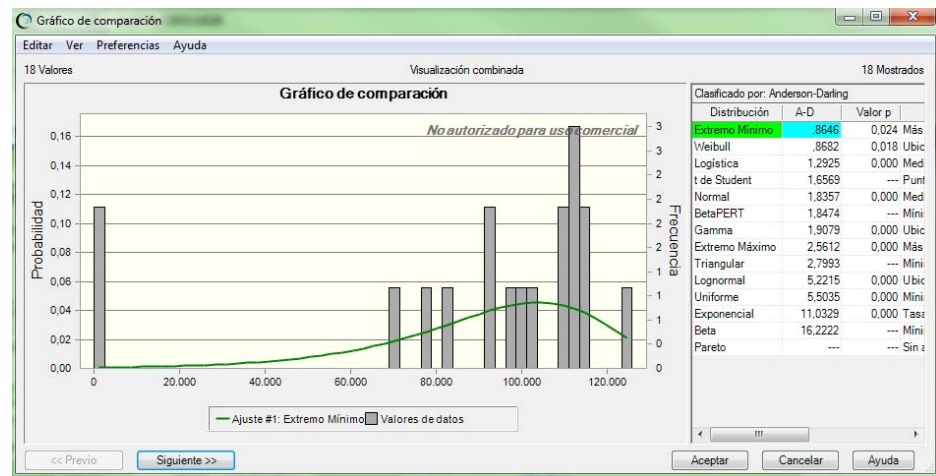 Gráfico de comparación
Editar Ver Preferencias Ayuda
18 Valores Visualización combinada 18 Mostrados
Gráfico de comparación
No autorizado para uso comercial
Probabilidad
0,16
0,14
0,12
0,10
0,08
0,06
0,04
0,02
0,00
0 20.000 40.000 60.000 80.000 100.000 120.000
3
3
2
2
2
2
1
1
1
0
0
Frecuencia
Ajuste #1: Extremo Mínimo Valores de datos
Clasificado por: Anderson-Darling
Distribución A-D Valor p
Extremo Mínimo ,8646 0,024 Más
Weibull ,8682 0,018 Ubic
Logística 1,2925 0,000 Medi
t de Student 1,6569 --- Punt
Normal 1,8357 0,000 Medi
BetaPERT 1,8474 --- Míni
Gamma 1,9079 0,000 Ubic
Extremo Máximo 2,5612 0,000 Más
Triangular 2,7993 --- Míni
Lognormal 5,2215 0,000 Ubic
Uniforme 5,5035 0,000 Míni
Exponencial 11,0329 0,000 Tasa
Beta 16,2222 --- Míni
Pareto --- --- Sin a
<< Previo Siguiente >> Aceptar Cancelar Ayuda